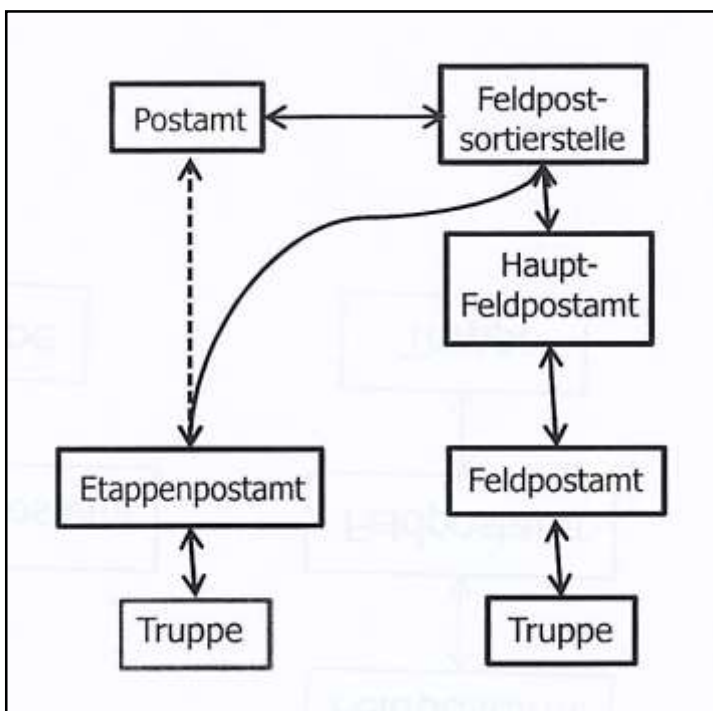 Postamt
Feldpost-
sortierstelle
Haupt-
Feldpostamt
Etappenpostamt
Feldpostamt
Truppe
Truppe